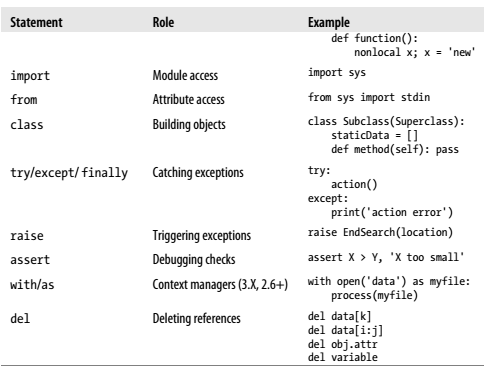 Statement Role Example
def function():
nonlocal x; x = 'new'
import Module access import sys
from Attribute access from sys import stdin
class Building objects class Subclass(Superclass):
staticData = []
def method(self): pass
try/except/finally Catching exceptions try:
action()
except:
print('action error')
raise Triggering exceptions raise EndSearch(location)
assert Debugging checks assert X > Y, 'X too small'
with/as Context managers (3.X, 2.6+) with open('data') as myfile:
process(myfile)
del Deleting references del data[k]
del data[i:j]
del obj.attr
del variable